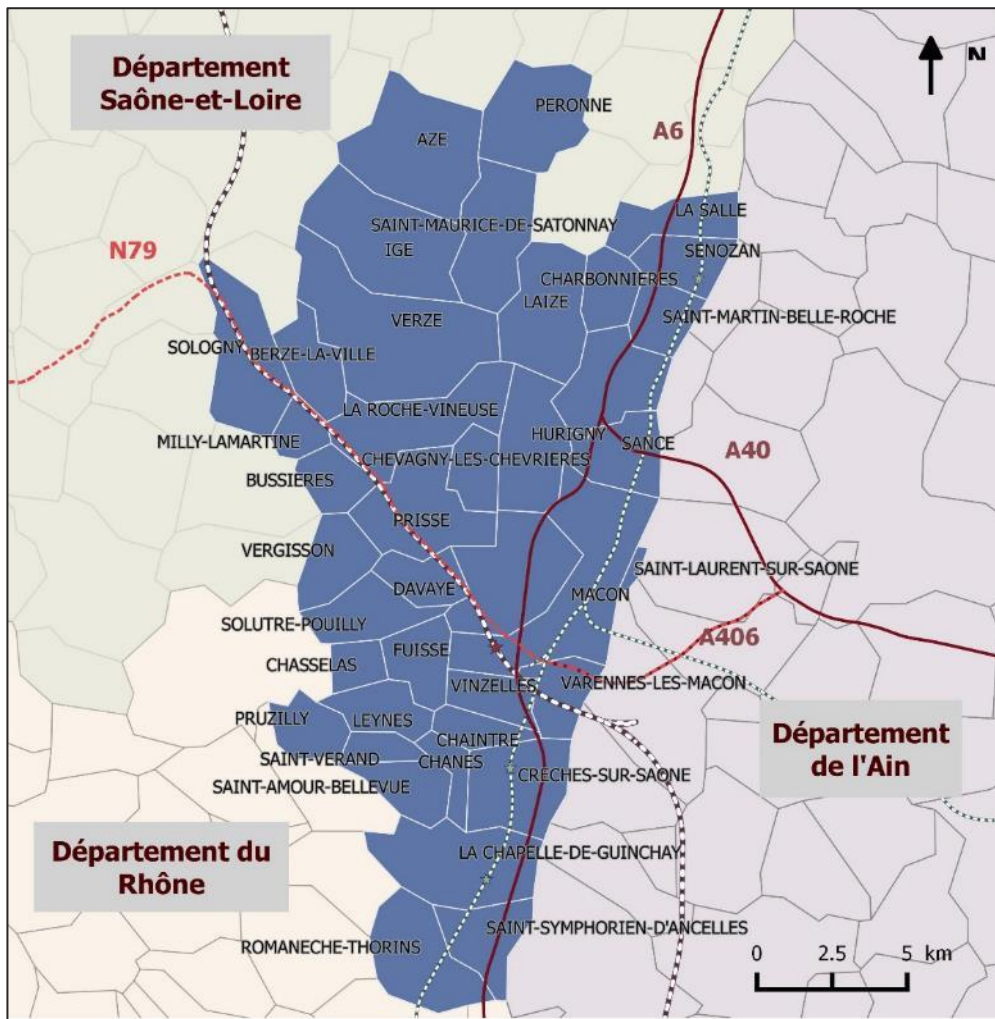 Département
Saône-et-Loire
N
PERONNE
A6
AZE
LA SALLE
SAINT-MAURICE-DE-SATONNAY
N79
IGE
SENOZAN
CHARBONNIERES
LAIZE
SAINT-MARTIN-BELLE-ROCHE
VERZE
SOLOGNY
BERZE-LA-VILLE
LA ROCHE-VINEUSE
HURIGNY
SANCE
MILLY-LAMARTINE
A40
CHEVAGNY-LES-CHEVRIERES
BUSSIERES
PRISSE
VERGISSON
SAINT-LAURENT-SUR-SAONE
DAVAYE
MACON
SOLUTRE-POUILLY
A406
FUISSE
CHASSELAS
VINZELLES
VARENNES-LES-MACON
PRUZILLY
LEYNES
Département
de l'Ain
CHAINTRE
SAINT-VERAND
CHANES
CRECHES-SUR-SAONE
SAINT-AMOUR-BELLEVUE
Département du
Rhône
LA CHAPELLE-DE-GUINCHAY
SAINT-SYMPHORIEN-D'ANCELLES
ROMANECHE-THORINS
0 2.5 5 km